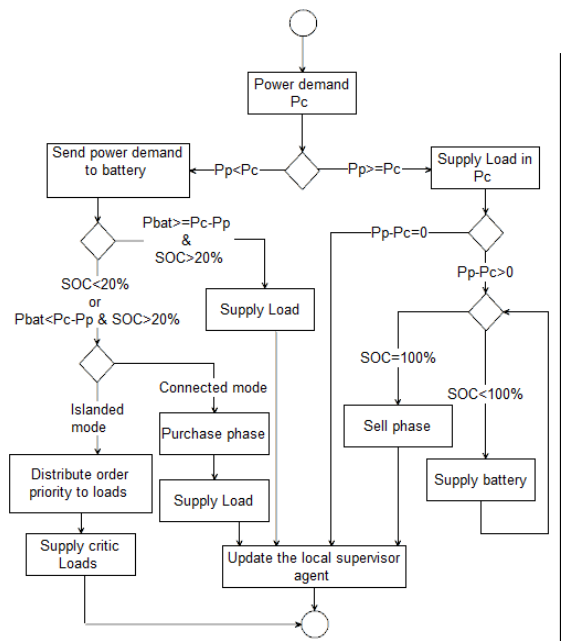 Power demand
Pc
Send power demand
to battery
Pp<Pc
Pp>=Pc
Supply Load in
Pc
Pbat>=Pc-Pp
&
SOC>20%
Pp-Pc=0
Pp-Pc>0
SOC<20%
or
Pbat<Pc-Pp & SOC>20%
Supply Load
SOC=100%
SOC<100%
Connected mode
Islanded
mode
Purchase phase
Sell phase
Distribute order
priority to loads
Supply Load
Supply battery
Supply critic
Loads
Update the local supervisor
agent